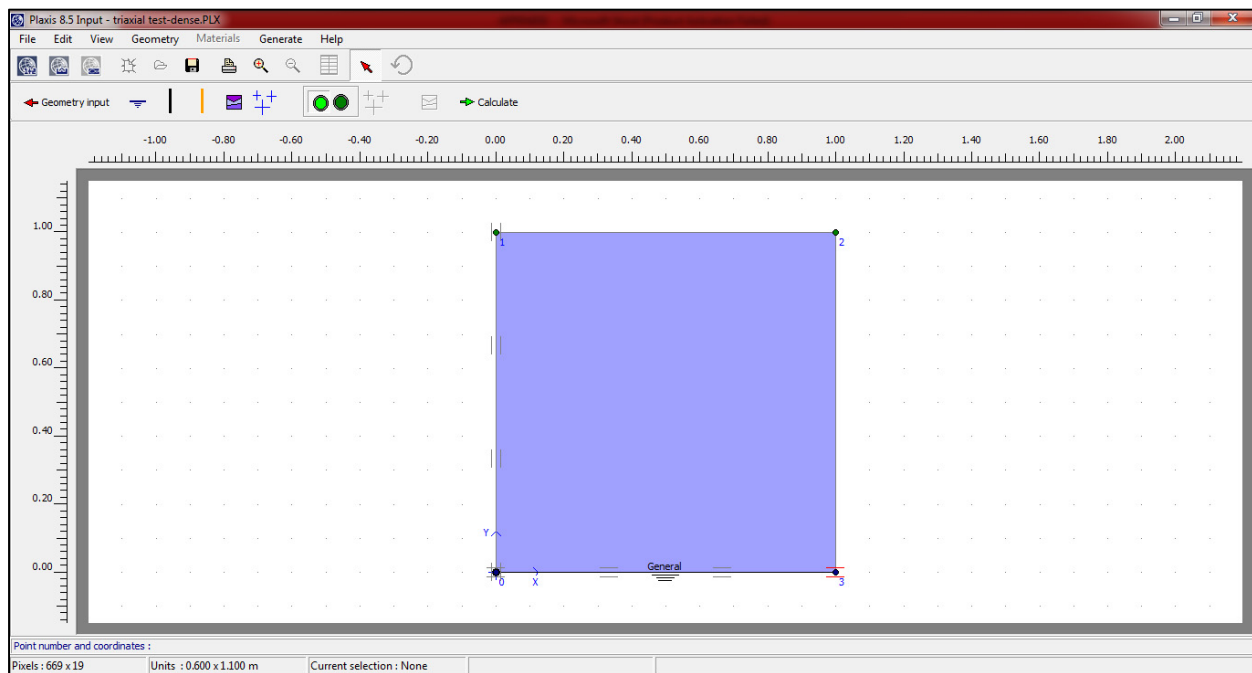 Plaxis 8.5 Input - triaxial test-dense.PLX
File Edit View Geometry Materials Generate Help
Geometry input Calculate
-1.00 -0.80 -0.60 -0.40 -0.20 0.00 0.20 0.40 0.60 0.80 1.00 1.20 1.40 1.60 1.80 2.00
1.00
1 2
0.80
0.60
0.40
0.20
Y
0.00
General
0 X 3
Point number and coordinates :
Pixels : 669 x 19 Units : 0.600 x 1.100 m Current selection : None